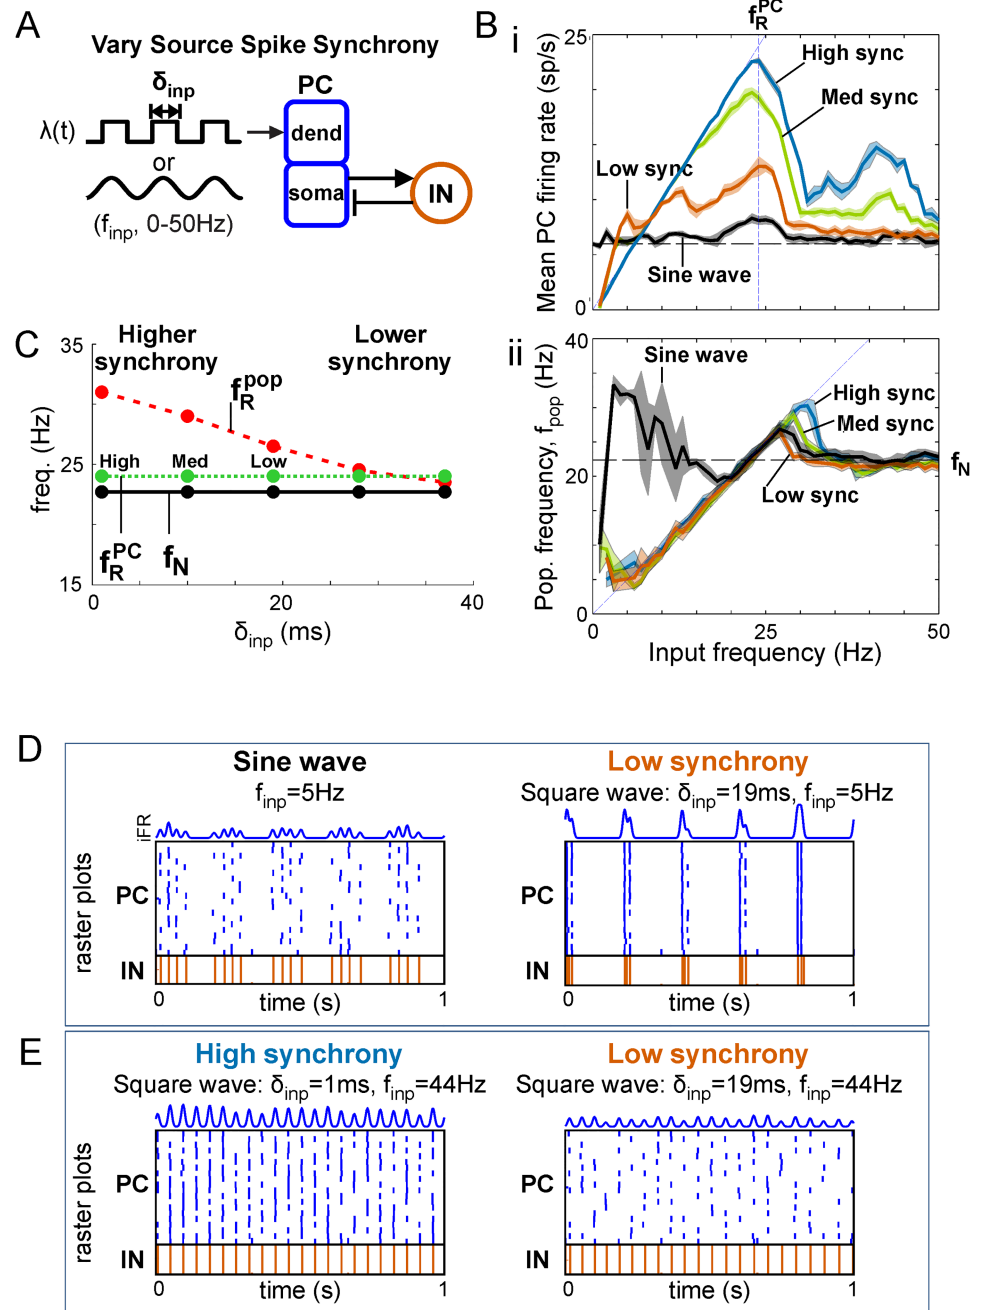 A
Vary Source Spike Synchrony
δinp
PC
λ(t)
dend
or
soma
IN
(finp, 0-50Hz)
B
i
fRPC
25
High sync
Med sync
Low sync
Sine wave
0
Mean PC firing rate (sp/s)
ii
40
Sine wave
High sync
Med sync
Low sync
fN
20
0
Pop. frequency, fpop (Hz)
0
25
50
Input frequency (Hz)
C
35
Higher
synchrony
Lower
synchrony
fRpop
25
High
Med
Low
fRPC
fN
15
freq. (Hz)
0
20
40
δinp (ms)
D
Sine wave
finp=5Hz
iFR
raster plots
PC
IN
0
time (s)
1
Low synchrony
Square wave: δinp=19ms, finp=5Hz
PC
IN
0
time (s)
1
E
High synchrony
Square wave: δinp=1ms, finp=44Hz
raster plots
PC
IN
0
time (s)
1
Low synchrony
Square wave: δinp=19ms, finp=44Hz
PC
IN
0
time (s)
1